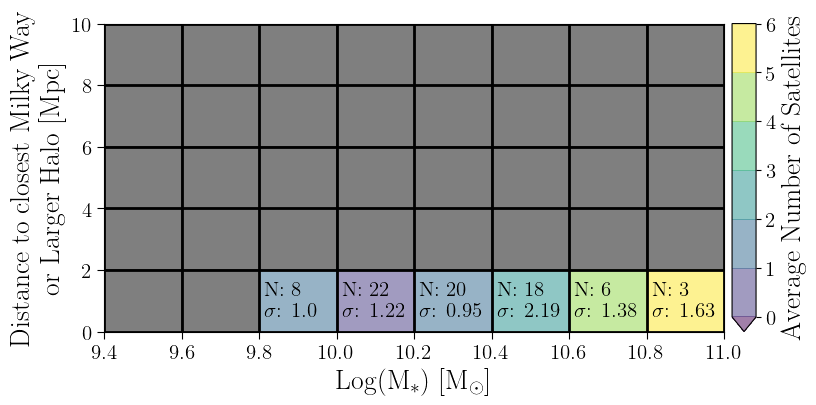 Distance to closest Milky Way
or Larger Halo [Mpc]
10
8
6
4
2
0
N: 8
σ: 1.0
N: 22
σ: 1.22
N: 20
σ: 0.95
N: 18
σ: 2.19
N: 6
σ: 1.38
N: 3
σ: 1.63
9.4 9.6 9.8 10.0 10.2 10.4 10.6 10.8 11.0
Log(M*) [M⊙]
6
5
4
3
2
1
0
Average Number of Satellites